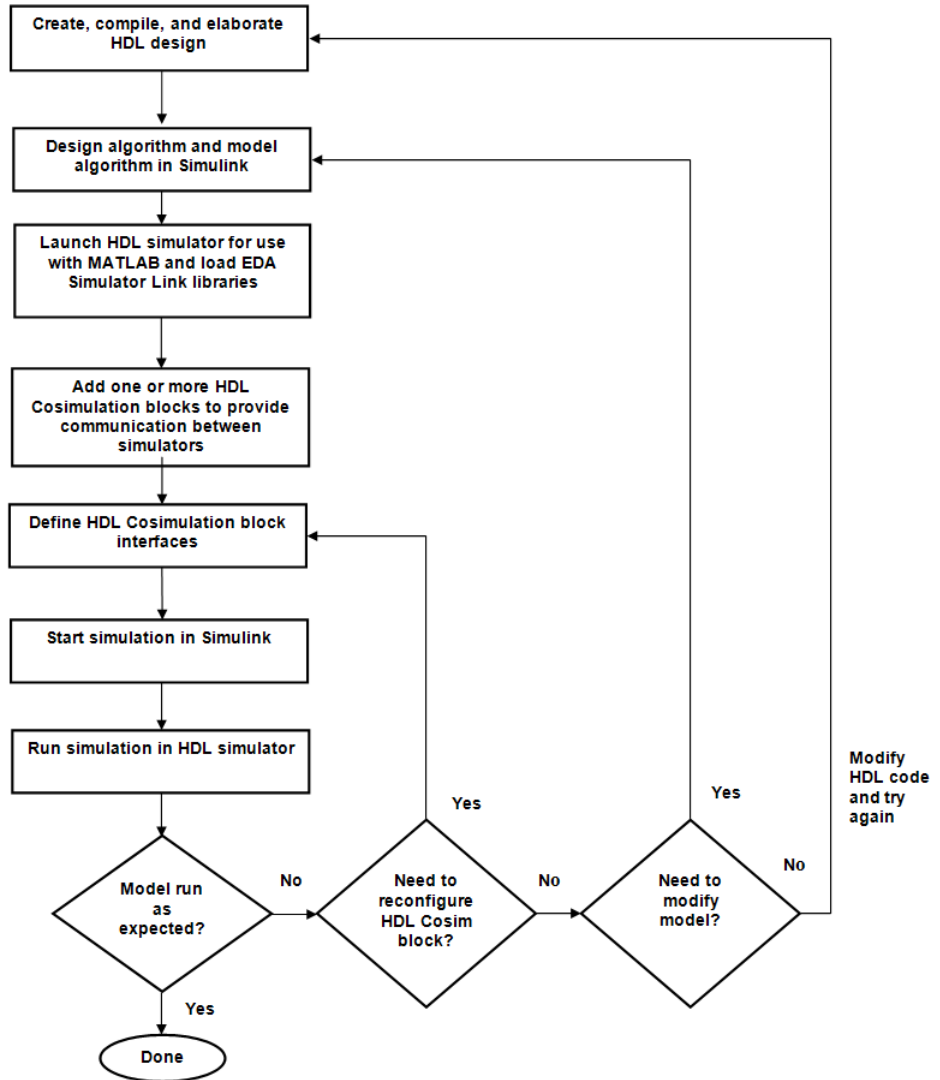 Create, compile, and elaborate
HDL design
Design algorithm and model
algorithm in Simulink
Launch HDL simulator for use
with MATLAB and load EDA
Simulator Link libraries
Add one or more HDL
Cosimulation blocks to provide
communication between
simulators
Define HDL Cosimulation block
interfaces
Start simulation in Simulink
Run simulation in HDL simulator
Model run
as
expected?
No
Yes
Done
Need to
reconfigure
HDL Cosim
block?
Yes
No
Need to
modify
model?
Yes
No
Modify
HDL code
and try
again